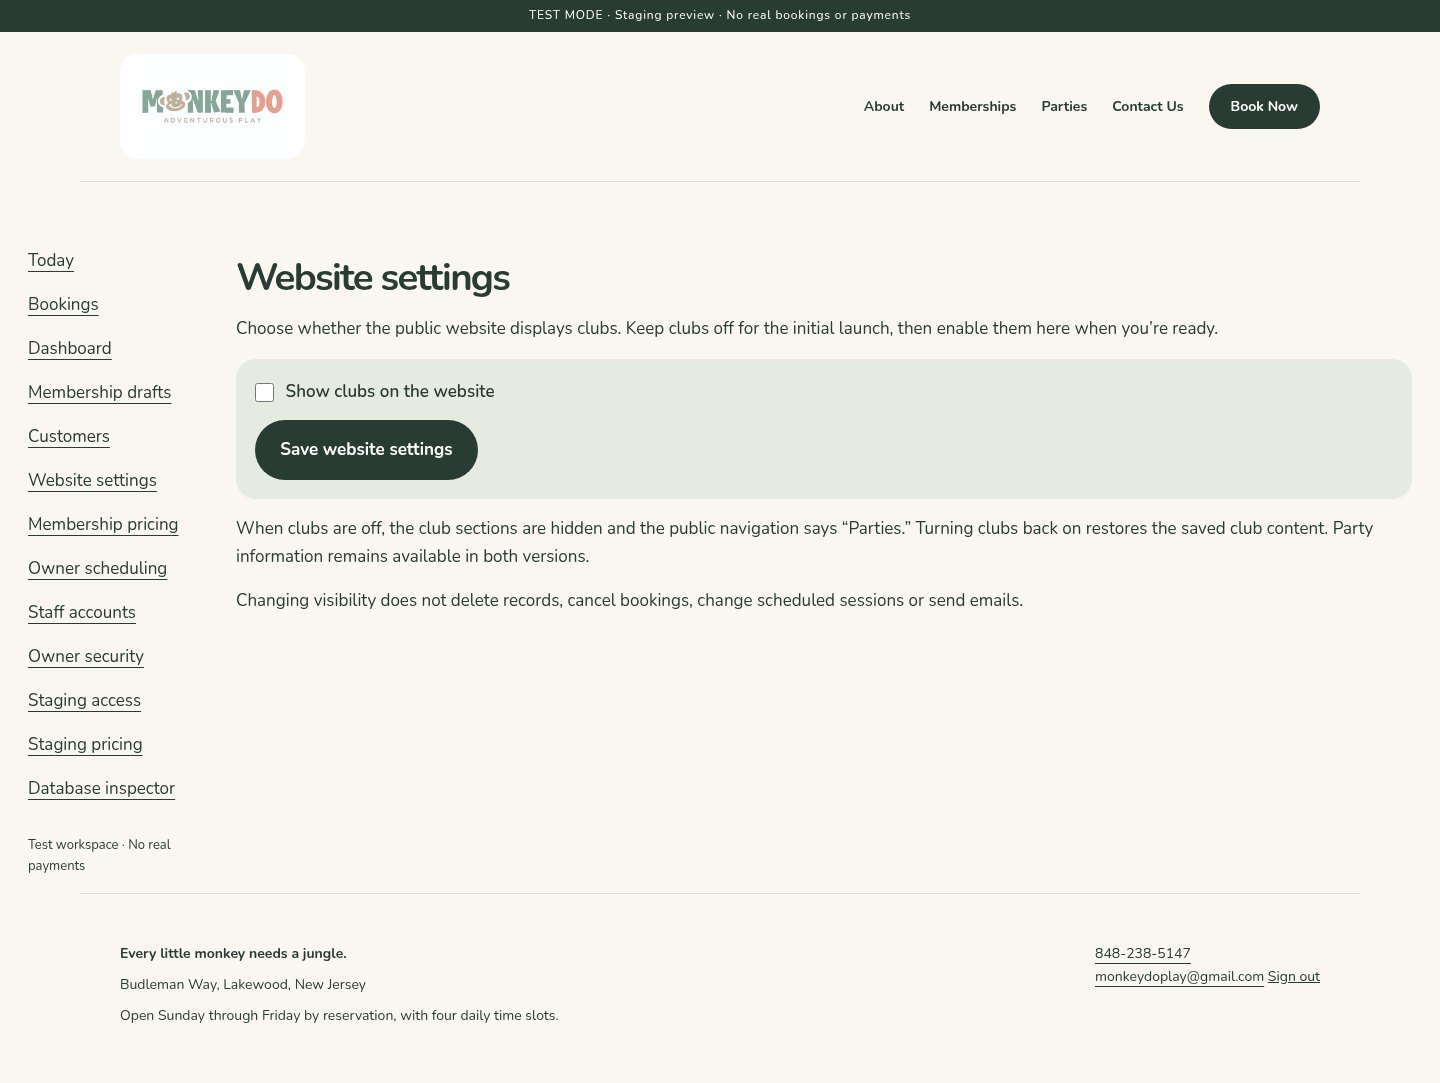 TEST MODE · Staging preview · No real bookings or payments
MONKEYDO
ADVENTUROUS PLAY
About
Memberships
Parties
Contact Us
Book Now
Today
Bookings
Dashboard
Membership drafts
Customers
Website settings
Membership pricing
Owner scheduling
Staff accounts
Owner security
Staging access
Staging pricing
Database inspector
Test workspace · No real
payments
Website settings
Choose whether the public website displays clubs. Keep clubs off for the initial launch, then enable them here when you’re ready.
Show clubs on the website
Save website settings
When clubs are off, the club sections are hidden and the public navigation says “Parties.” Turning clubs back on restores the saved club content. Party
information remains available in both versions.
Changing visibility does not delete records, cancel bookings, change scheduled sessions or send emails.
Every little monkey needs a jungle.
Budleman Way, Lakewood, New Jersey
Open Sunday through Friday by reservation, with four daily time slots.
848-238-5147
monkeydoplay@gmail.com Sign out